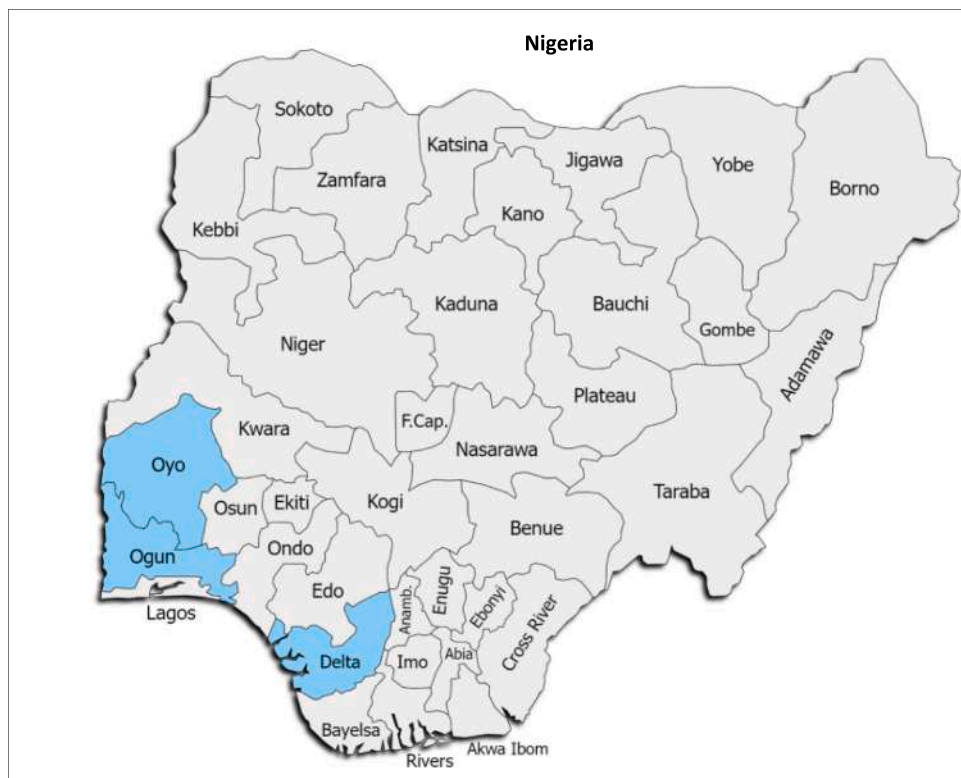 Nigeria
Sokoto
Katsina
Jigawa
Yobe
Borno
Zamfara
Kano
Kebbi
Kaduna
Bauchi
Gombe
Niger
Adamawa
Plateau
F.Cap.
Kwara
Nasarawa
Oyo
Taraba
Osun
Ekiti
Kogi
Benue
Ogun
Ondo
Edo
Enugu
Anamb.
Ebonyi
Cross River
Lagos
Delta
Imo
Abia
Bayelsa
Rivers
Akwa Ibom